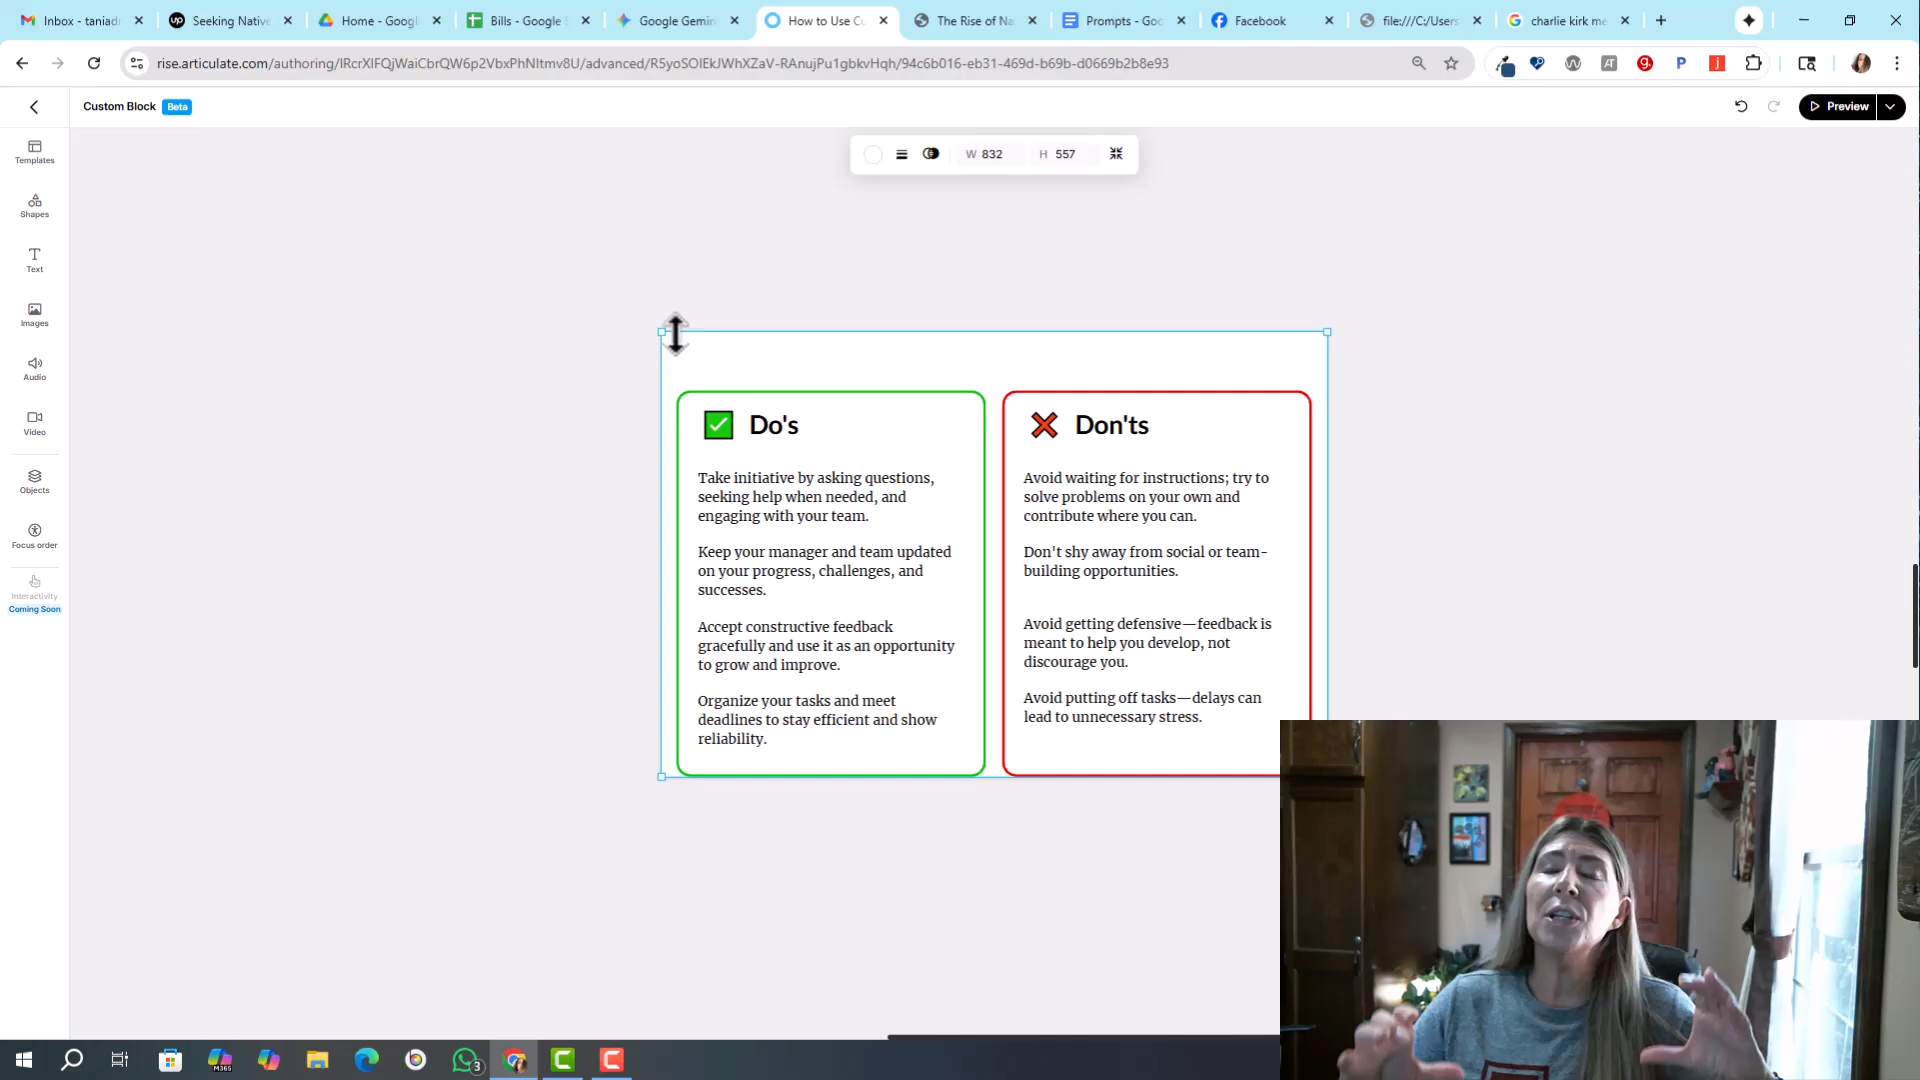 Inbox - taniadi
Seeking Native
Home - Google
Bills - Google S
Google Gemin
How to Use Cu
The Rise of Na
Prompts - Goo
Facebook
file:///C:/Users
charlie kirk me
rise.articulate.com/authoring/lRcrXlFQjWaiCbrQW6p2VbxPhNltmv8U/advanced/R5yoSOlEkJWhXZaV-RAnujPu1gbkvHqh/94c6b016-eb31-469d-b69b-d0669b2b8e93
Custom Block Beta
Preview
Templates
Shapes
Text
Images
Audio
Video
Objects
Focus order
Interactivity
Coming Soon
W 832 H 557
Do's
Take initiative by asking questions,
seeking help when needed, and
engaging with your team.
Keep your manager and team updated
on your progress, challenges, and
successes.
Accept constructive feedback
gracefully and use it as an opportunity
to grow and improve.
Organize your tasks and meet
deadlines to stay efficient and show
reliability.
Don'ts
Avoid waiting for instructions; try to
solve problems on your own and
contribute where you can.
Don't shy away from social or team-
building opportunities.
Avoid getting defensive—feedback is
meant to help you develop, not
discourage you.
Avoid putting off tasks—delays can
lead to unnecessary stress.
M365
3